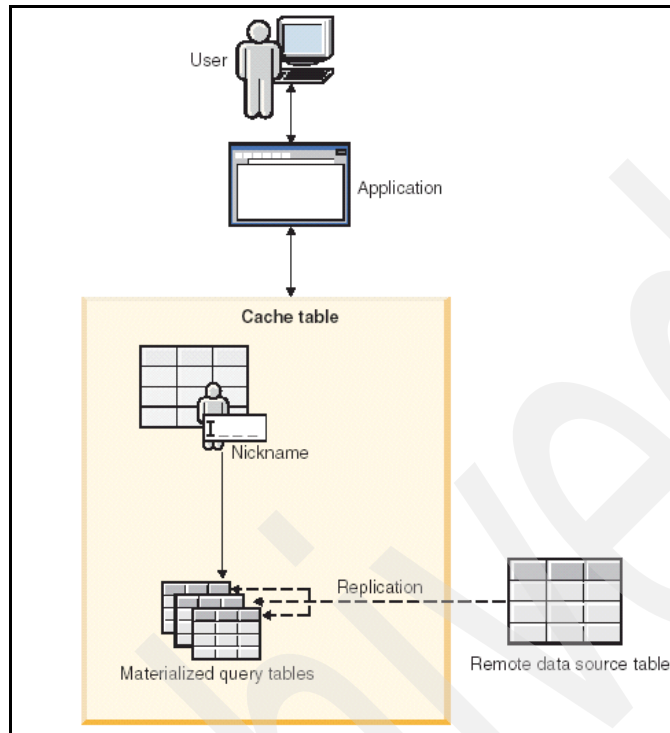 User
Application
Cache table
Nickname
Replication
Materialized query tables
Remote data source table